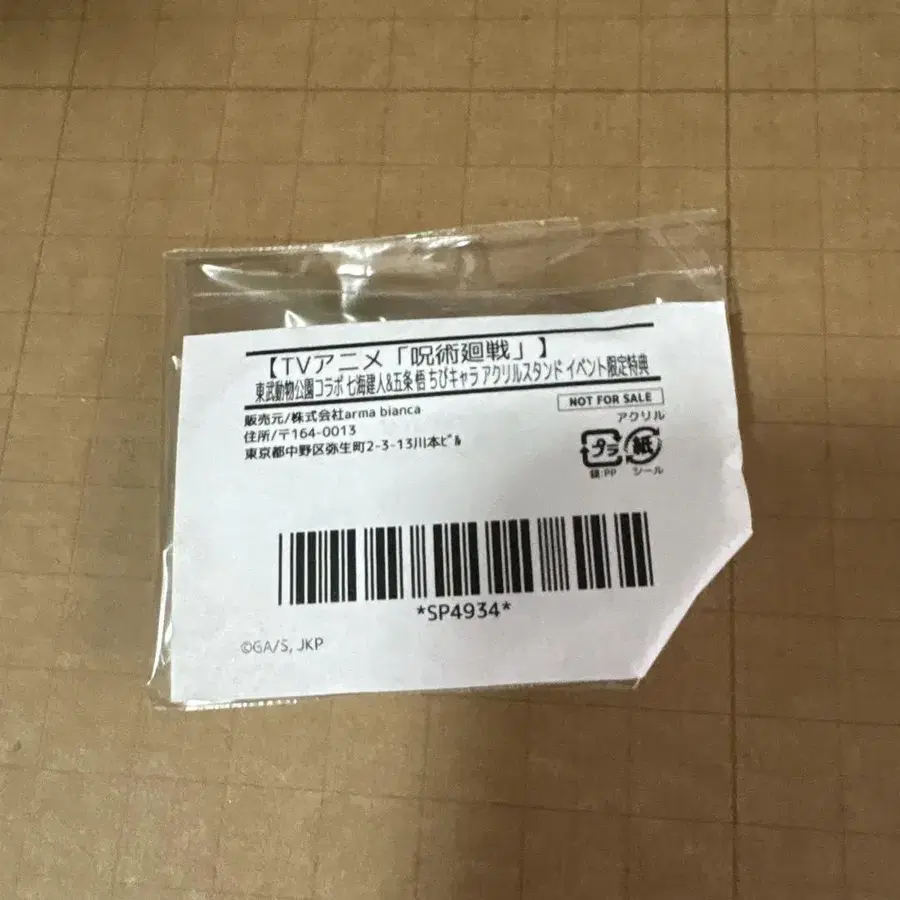 【TVアニメ「呪術廻戦」】
東武動物公園コラボ 七海建人&五条 悟 ちびキャラ アクリルスタンド イベント限定特典
販売元/株式会社arma bianca
住所/〒164-0013
東京都中野区弥生町2-3-13川本ﾋﾞﾙ
NOT FOR SALE
アクリル
プラ 紙
袋:PP シール
*SP4934*
©GA/S, JKP